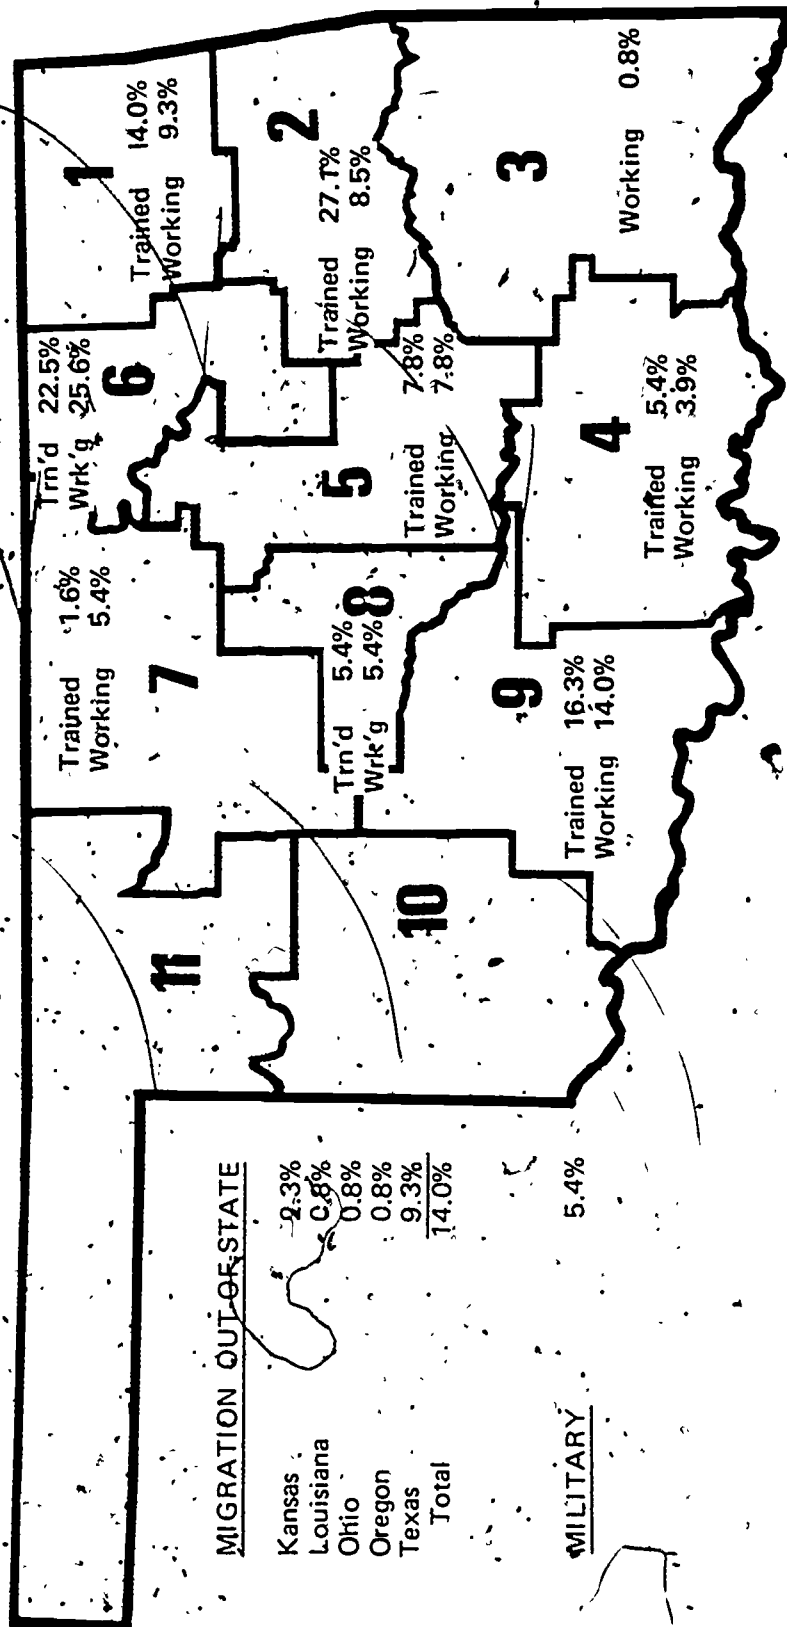 11
7
Trained 1.6%
Working 5.4%
6
Trn'd 22.5%
Wrk'g 25.6%
1
Trained 14.0%
Working 9.3%
2
Trained 27.1%
Working 8.5%
8
Trn'd 5.4%
Wrk'g 5.4%
5
Trained 7.8%
Working 7.8%
10
9
Trained 16.3%
Working 14.0%
4
Trained 5.4%
Working 3.9%
3
Working 0.8%
MIGRATION OUT-OF-STATE
Kansas 2.3%
Louisiana 0.8%
Ohio 0.8%
Oregon 0.8%
Texas 9.3%
Total 14.0%
MILITARY 5.4%